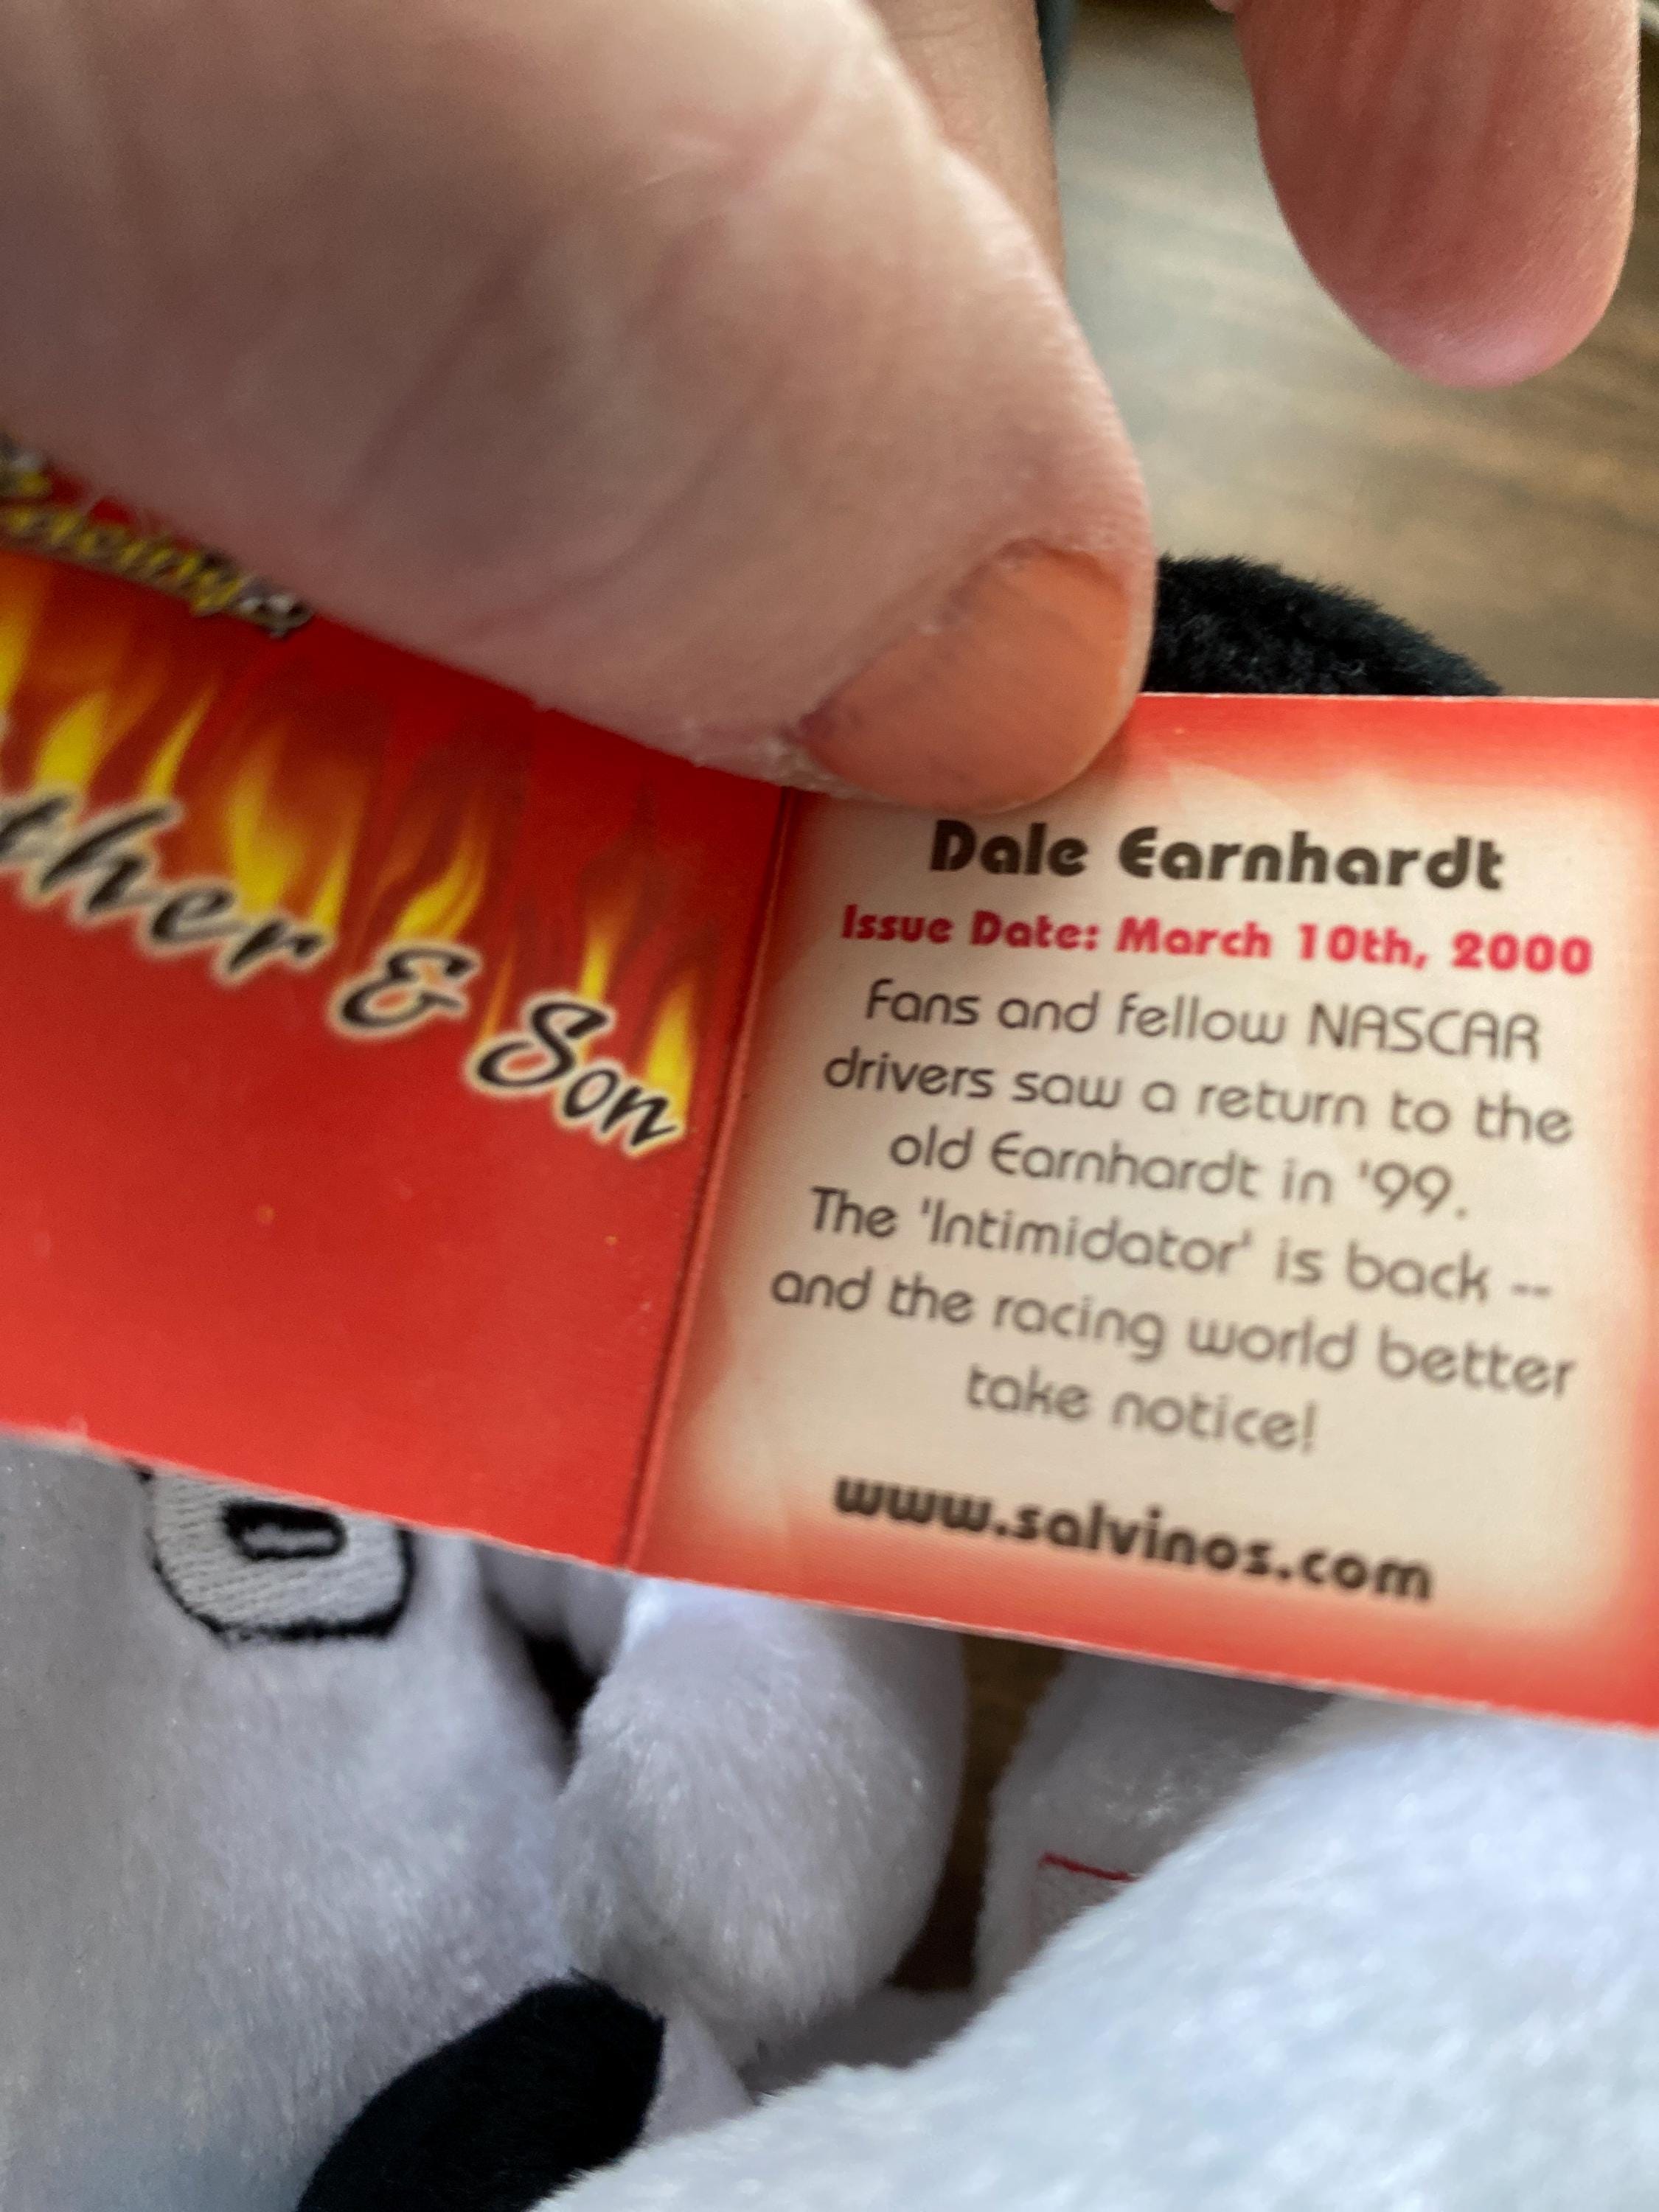 Racing
ther & Son
Dale Earnhardt
Issue Date: March 10th, 2000
Fans and fellow NASCAR
drivers saw a return to the
old Earnhardt in '99.
The 'Intimidator' is back --
and the racing world better
take notice!
www.salvinos.com